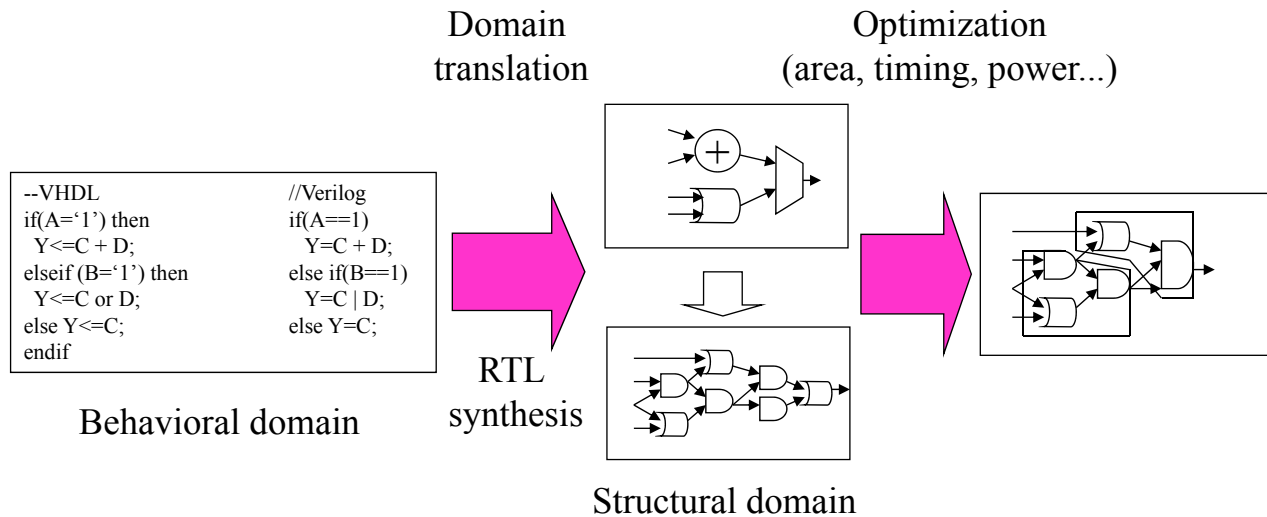 Domain
translation
Optimization
(area, timing, power...)
--VHDL
if(A=‘1’) then
Y<=C + D;
elseif (B=‘1’) then
Y<=C or D;
else Y<=C;
endif
//Verilog
if(A==1)
Y=C + D;
else if(B==1)
Y=C | D;
else Y=C;
+
RTL
synthesis
Behavioral domain
Structural domain